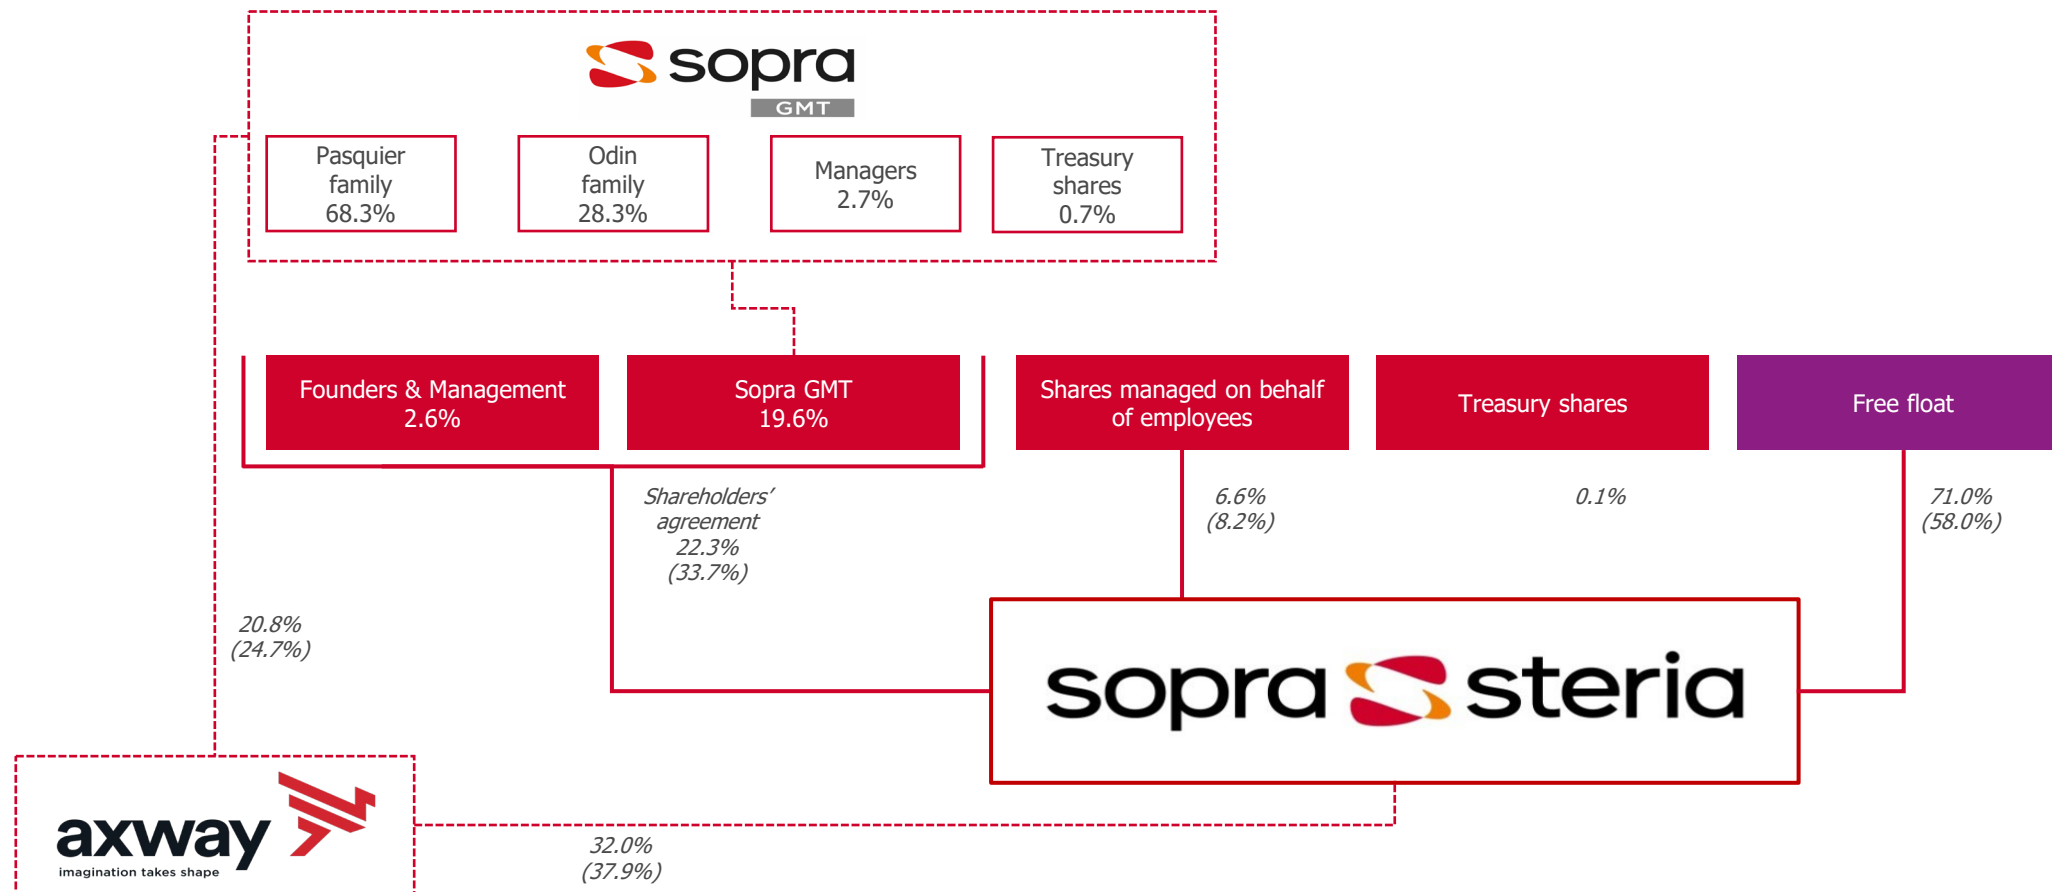 sopra
GMT
Pasquier
family
68.3%
Odin
family
28.3%
Managers
2.7%
Treasury
shares
0.7%
Founders & Management
2.6%
Sopra GMT
19.6%
Shares managed on behalf
of employees
Treasury shares
Free float
Shareholders’
agreement
22.3%
(33.7%)
6.6%
(8.2%)
0.1%
71.0%
(58.0%)
20.8%
(24.7%)
sopra steria
axway
imagination takes shape
32.0%
(37.9%)